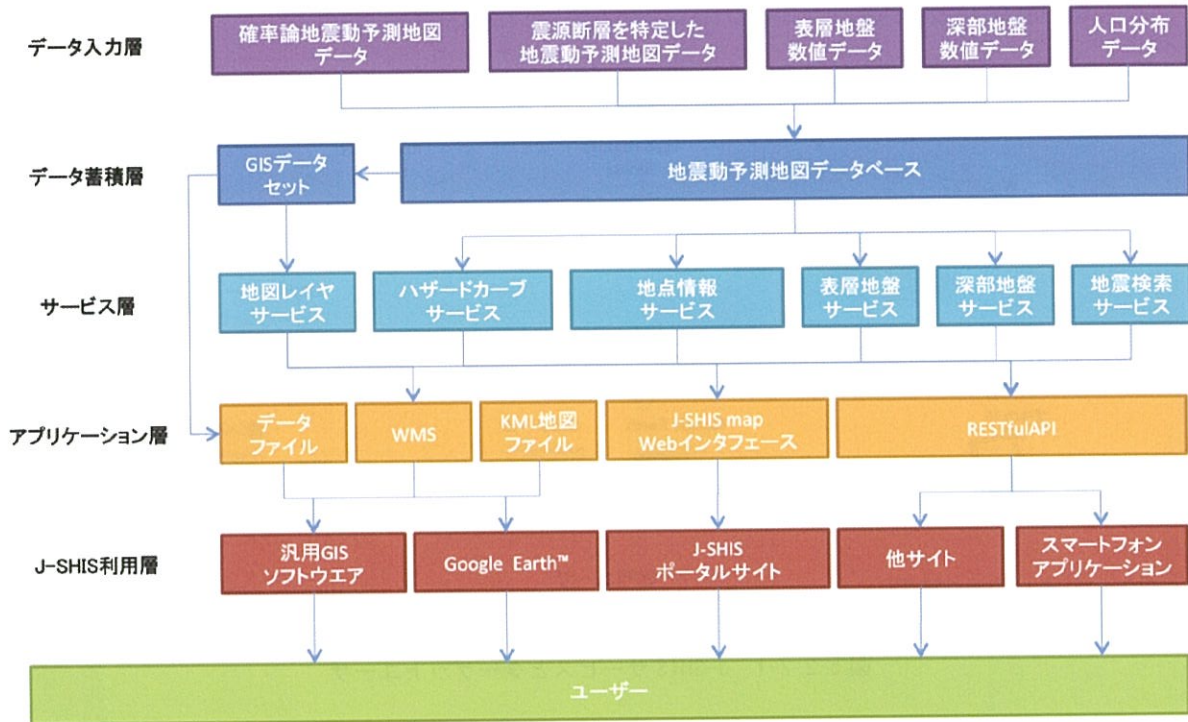 データ入力層
確率論地震動予測地図
データ
震源断層を特定した
地震動予測地図データ
表層地盤
数値データ
深部地盤
数値データ
人口分布
データ
データ蓄積層
GISデータ
セット
地震動予測地図データベース
サービス層
地図レイヤ
サービス
ハザードカーブ
サービス
地点情報
サービス
表層地盤
サービス
深部地盤
サービス
地震検索
サービス
アプリケーション層
データ
ファイル
WMS
KML地図
ファイル
J-SHIS map
Webインタフェース
RESTfulAPI
J-SHIS利用層
汎用GIS
ソフトウエア
Google Earth™
J-SHIS
ポータルサイト
他サイト
スマートフォン
アプリケーション
ユーザー